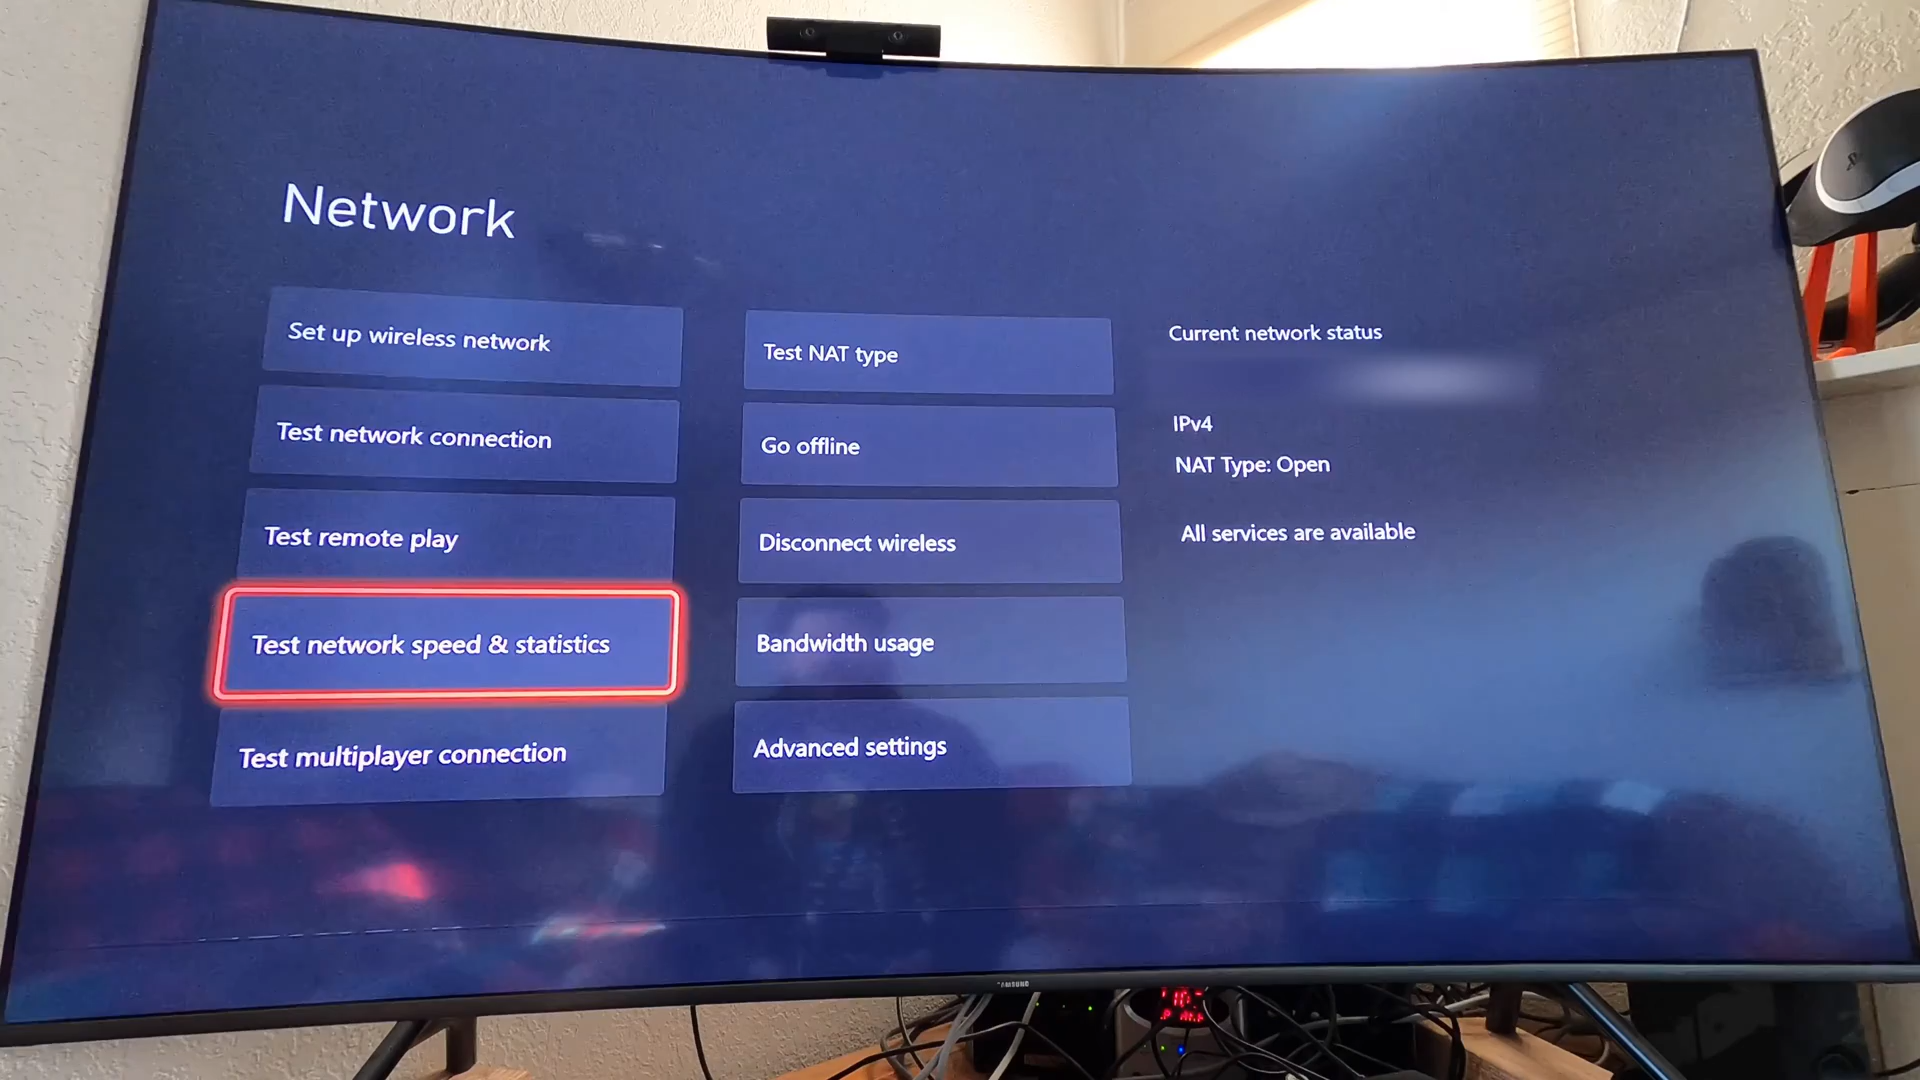 Network
Set up wireless network
Test network connection
Test remote play
Test network speed & statistics
Test multiplayer connection
Test NAT type
Go offline
Disconnect wireless
Bandwidth usage
Advanced settings
Current network status
IPv4
NAT Type: Open
All services are available
SAMSUNG